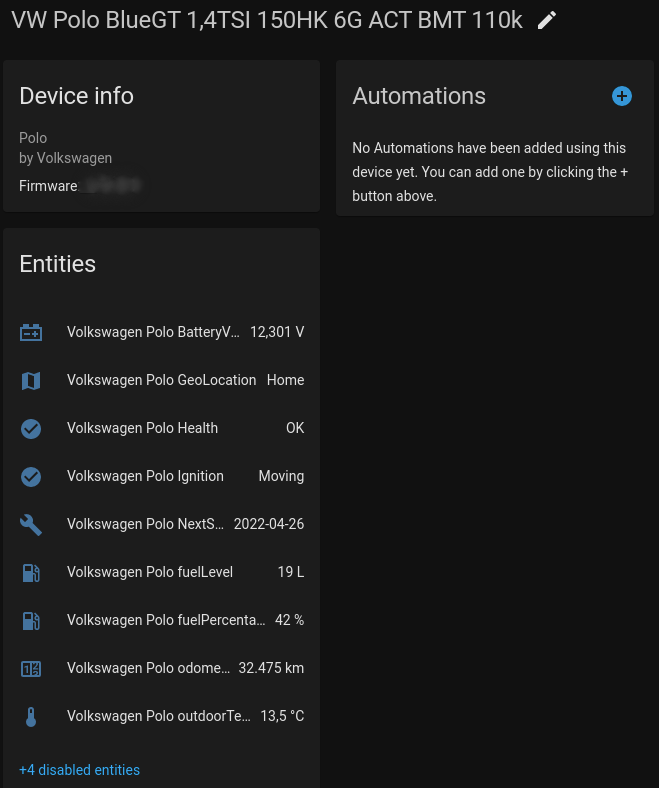 VW Polo BlueGT 1,4TSI 150HK 6G ACT BMT 110k
Device info
Polo
by Volkswagen
Firmware
Automations
No Automations have been added using this
device yet. You can add one by clicking the +
button above.
Entities
Volkswagen Polo BatteryV… 12,301 V
Volkswagen Polo GeoLocation Home
Volkswagen Polo Health OK
Volkswagen Polo Ignition Moving
Volkswagen Polo NextS… 2022-04-26
Volkswagen Polo fuelLevel 19 L
Volkswagen Polo fuelPercenta… 42 %
Volkswagen Polo odome… 32.475 km
Volkswagen Polo outdoorTe… 13,5 °C
+4 disabled entities